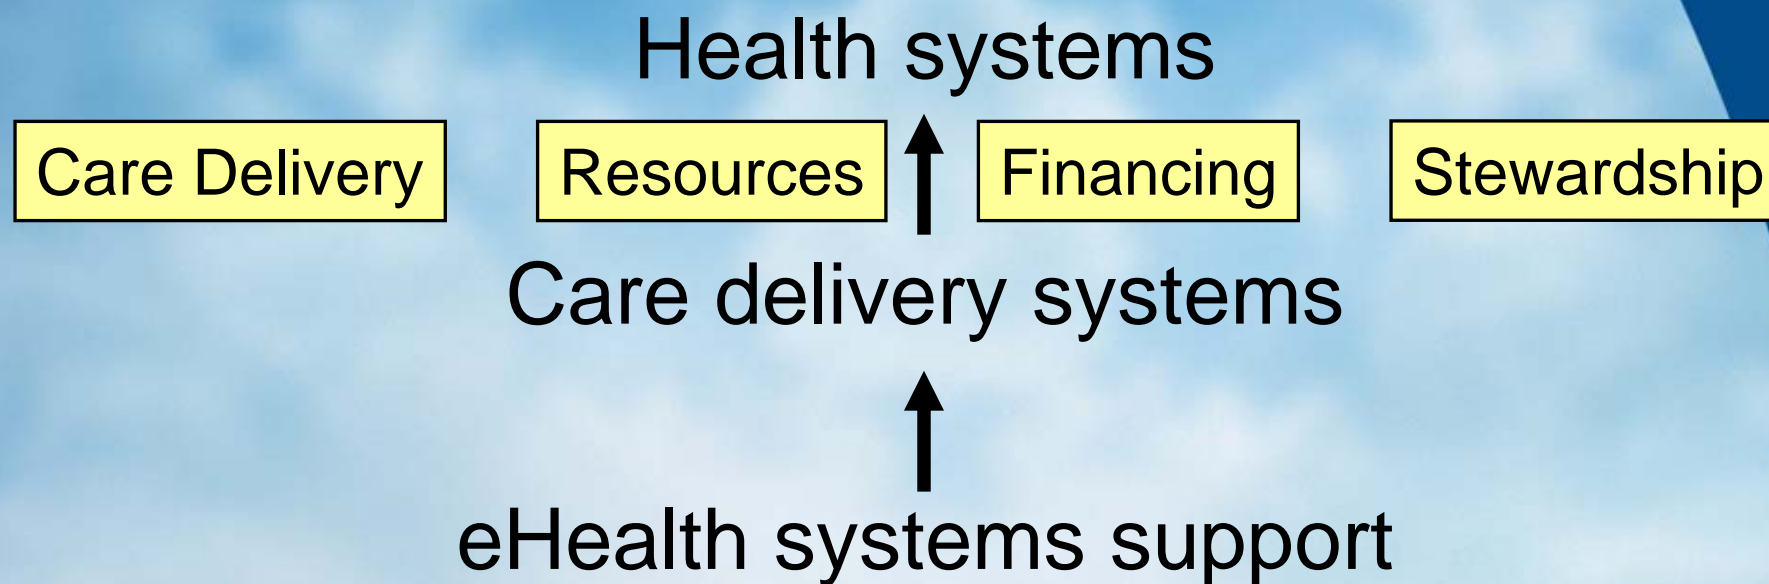 Health systems
Care Delivery Resources Financing Stewardship
Care delivery systems
eHealth systems support